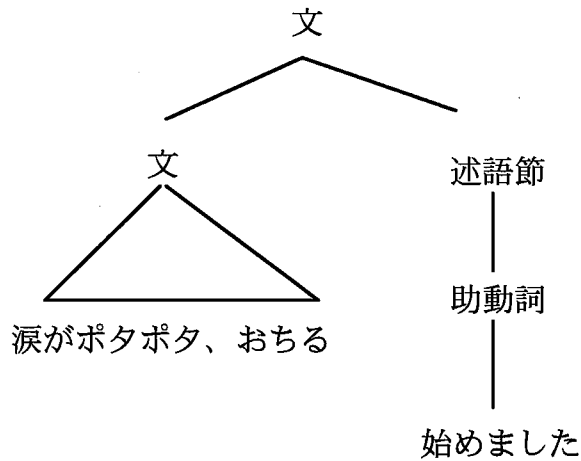 文
文
述語節
助動詞
涙がポタポタ、おちる
始めました